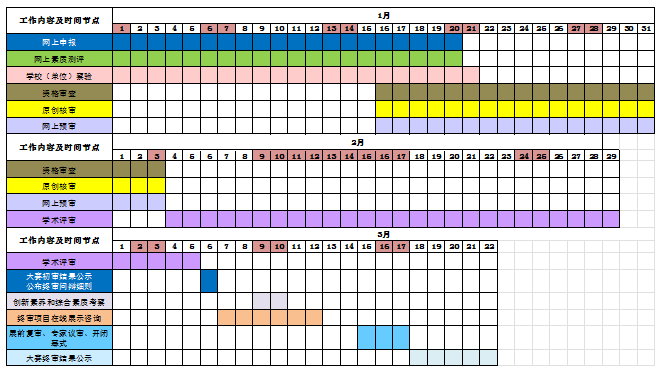 工作内容及时间节点
1月
1 2 3 4 5 6 7 8 9 10 11 12 13 14 15 16 17 18 19 20 21 22 23 24 25 26 27 28 29 30 31
网上申报
网上素质测评
学校（单位）查验
资格审查
原创核审
网上预审
工作内容及时间节点
2月
1 2 3 4 5 6 7 8 9 10 11 12 13 14 15 16 17 18 19 20 21 22 23 24 25 26 27 28 29
资格审查
原创核审
网上预审
学术评审
工作内容及时间节点
3月
1 2 3 4 5 6 7 8 9 10 11 12 13 14 15 16 17 18 19 20 21 22
学术评审
大赛初审结果公示
公布终审问辩细则
创新素养和综合素质考察
终审项目在线展示咨询
展前复审、专家议审、开闭
幕式
大赛终审结果公示